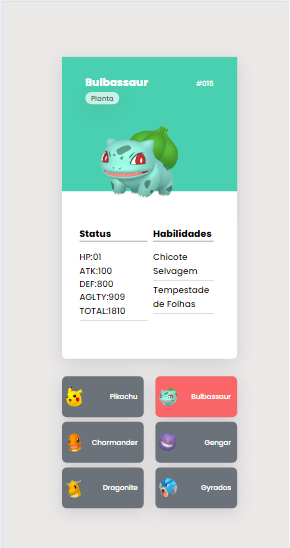 Bulbassaur
#015
Planta
Status
HP:01
ATK:100
DEF:800
AGLTY:909
TOTAL:1810
Habilidades
Chicote
Selvagem
Tempestade
de Folhas
Pikachu
Bulbassaur
Charmander
Gengar
Dragonite
Gyrados